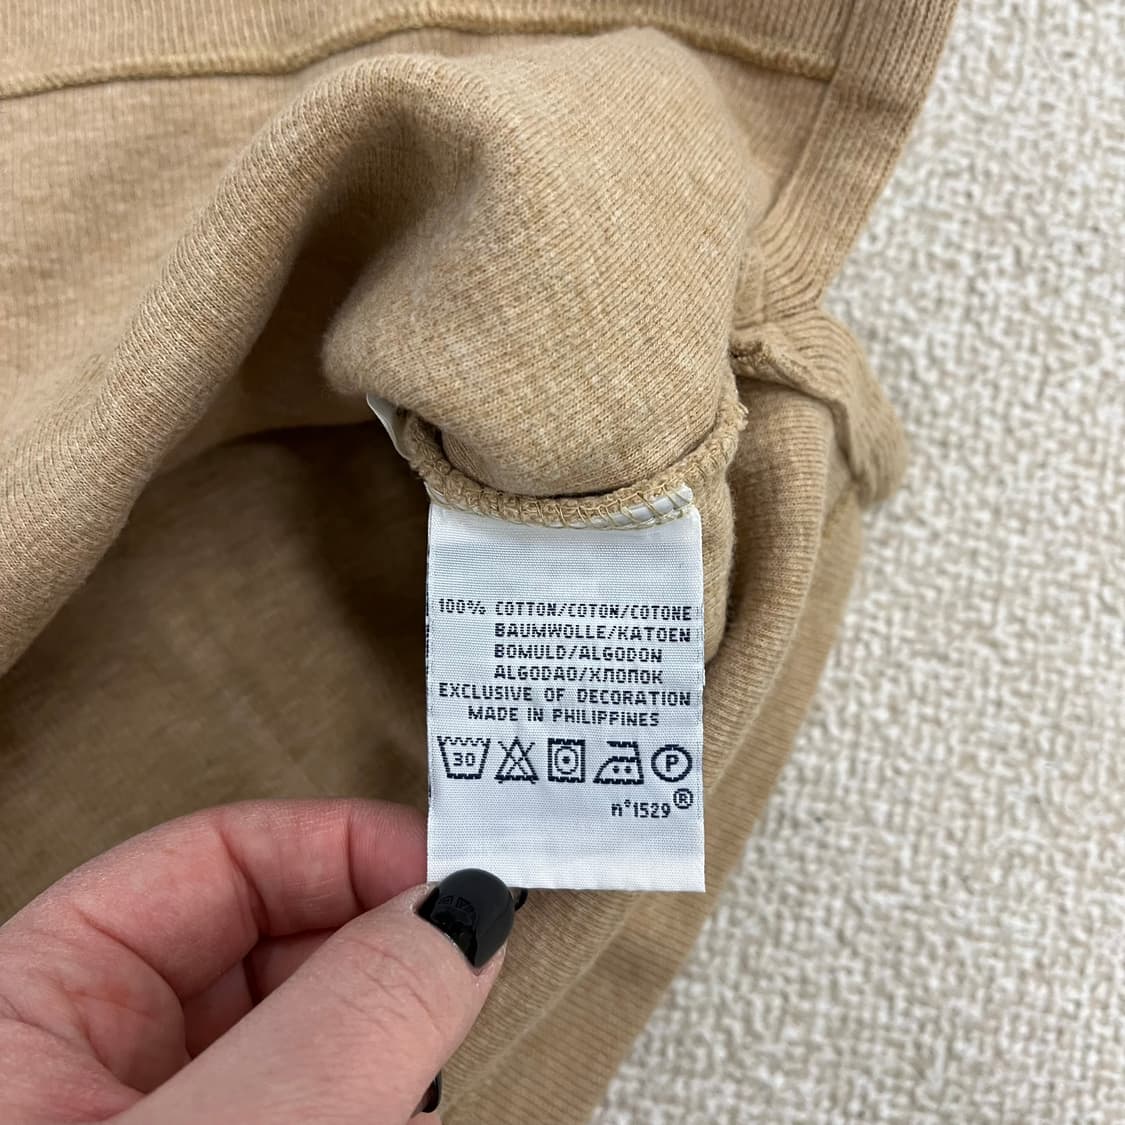 100% COTTON/COTON/COTONE
BAUMWOLLE/KATOEN
BOMULD/ALGODON
ALGODAO/ХЛОПОК
EXCLUSIVE OF DECORATION
MADE IN PHILIPPINES
30 P
n°1529®